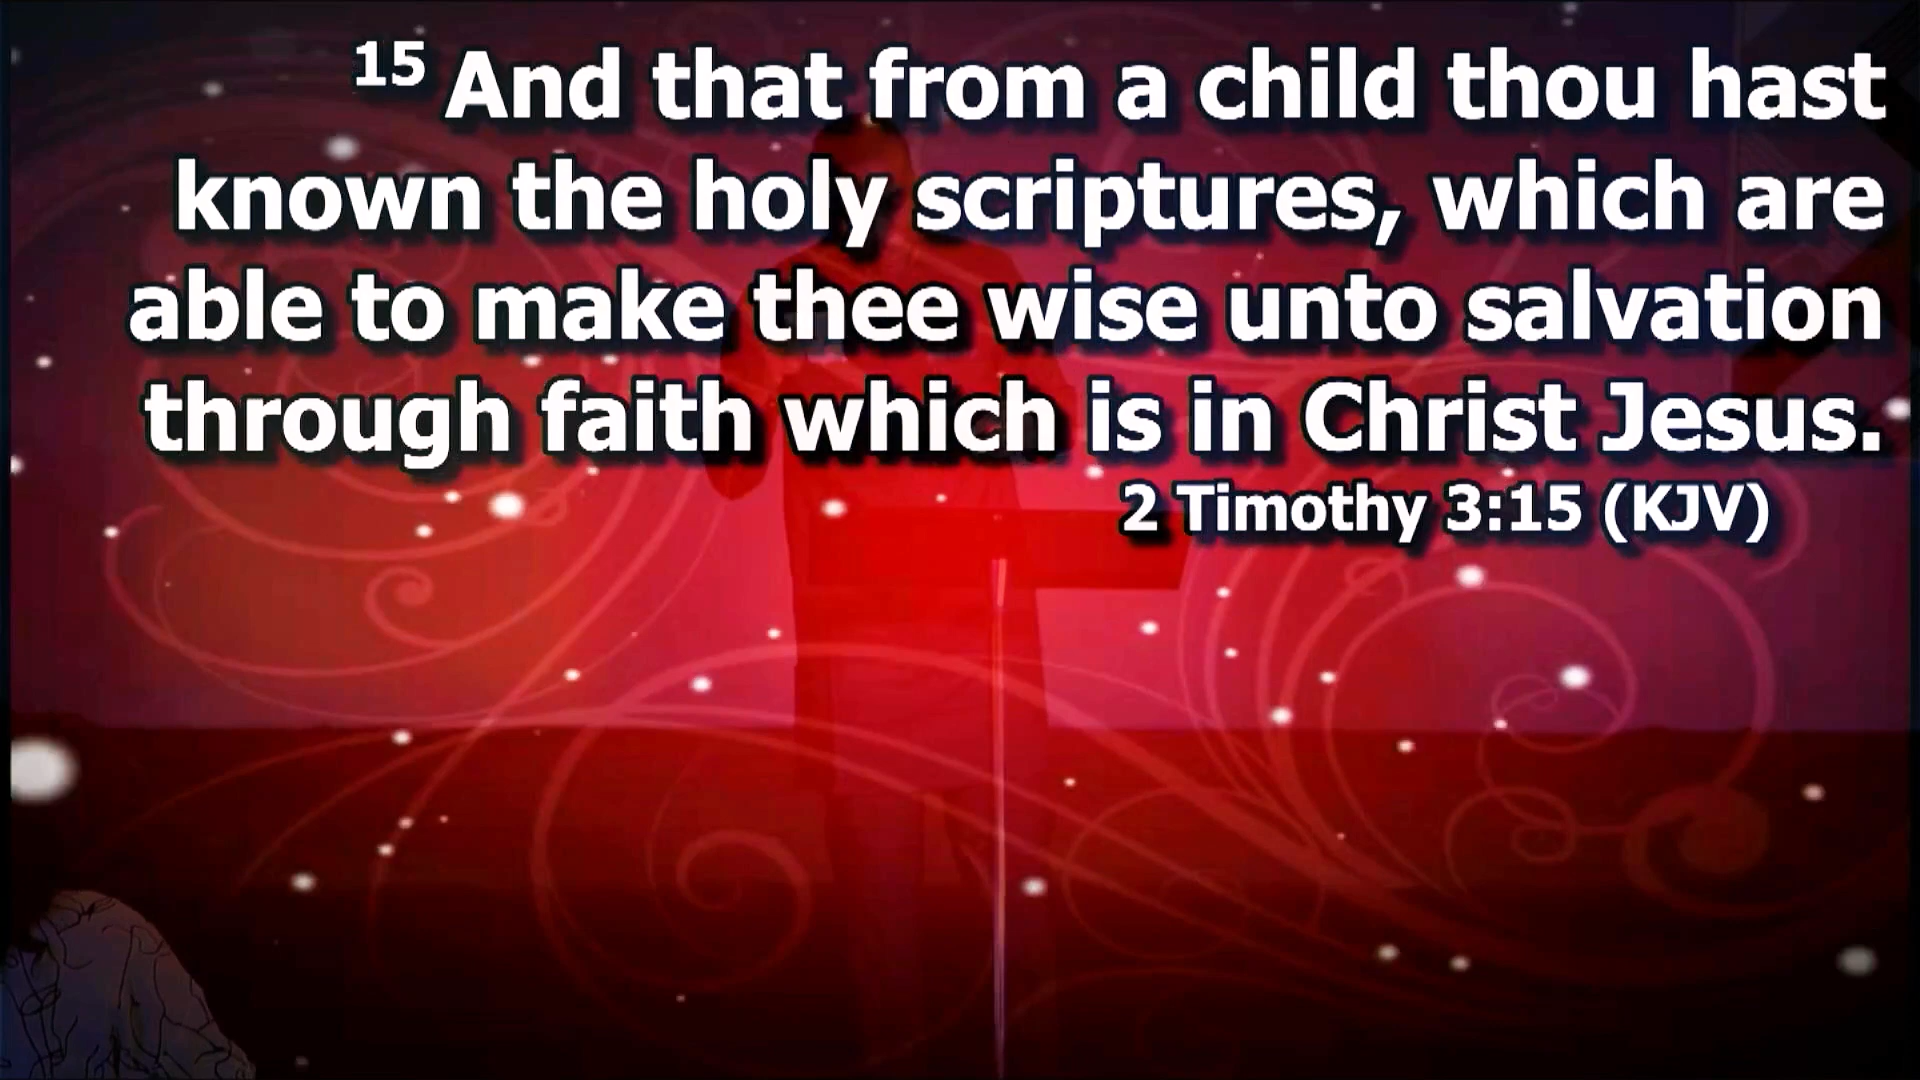 15 And that from a child thou hast
known the holy scriptures, which are
able to make thee wise unto salvation
through faith which is in Christ Jesus.
2 Timothy 3:15 (KJV)